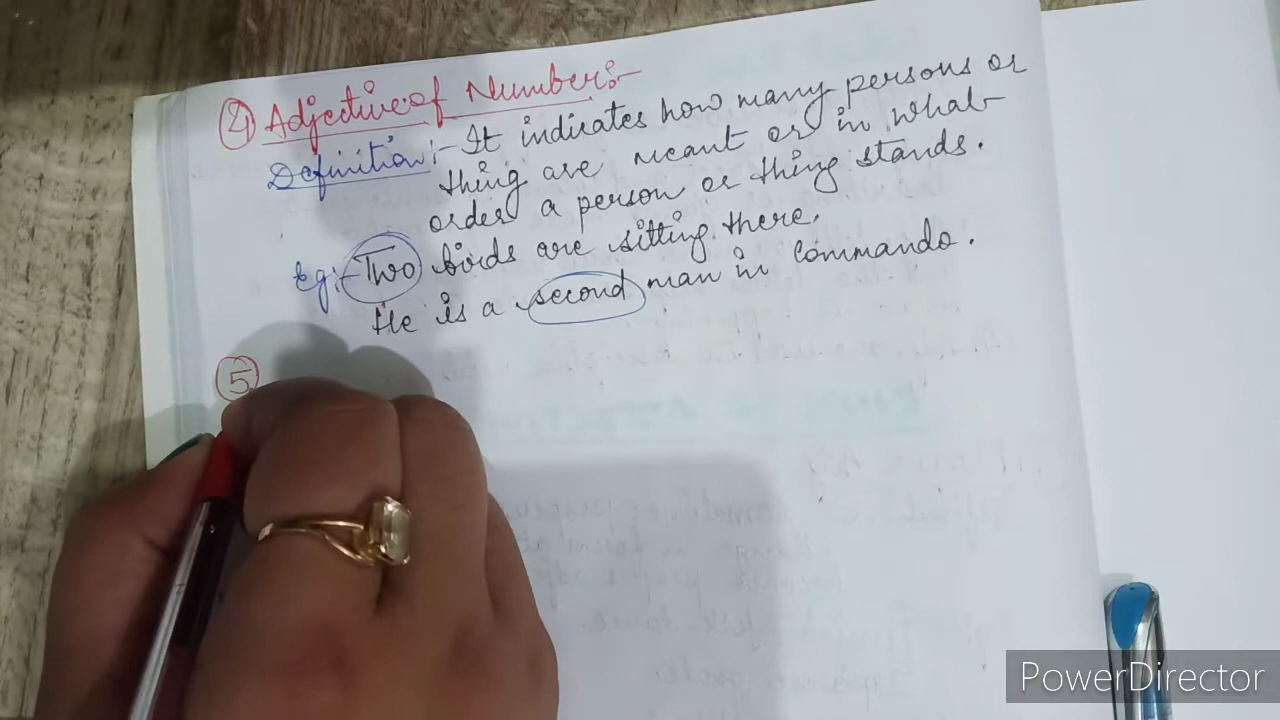 4 Adjective of Number:-
Definition:- It indicates how many persons or
thing are meant or in what
order a person or thing stands.
Eg:- Two birds are sitting there.
He is a second man in commando.
5
PowerDirector